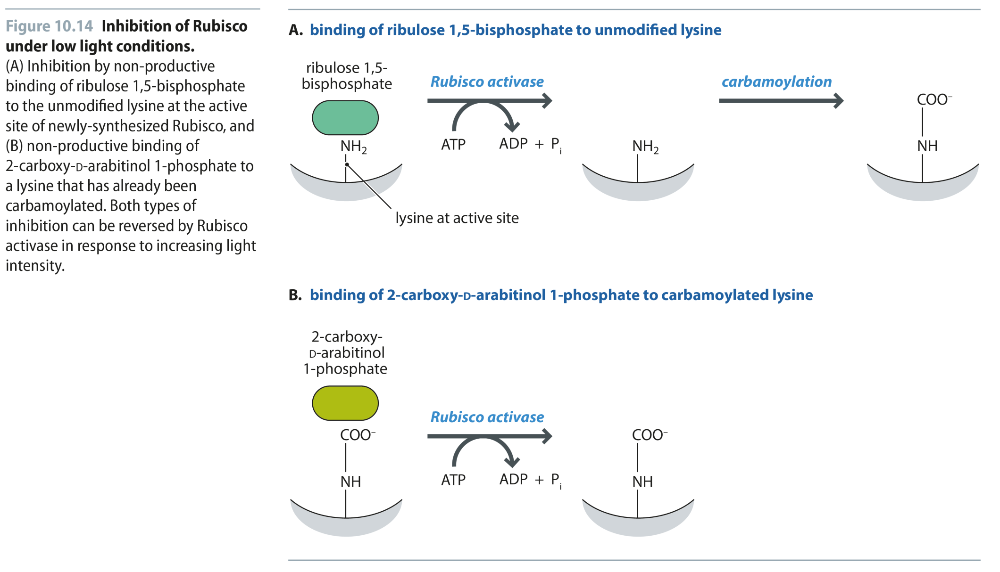 Figure 10.14 Inhibition of Rubisco
under low light conditions.
(A) Inhibition by non-productive
binding of ribulose 1,5-bisphosphate
to the unmodified lysine at the active
site of newly-synthesized Rubisco, and
(B) non-productive binding of
2-carboxy-D-arabitinol 1-phosphate to
a lysine that has already been
carbamoylated. Both types of
inhibition can be reversed by Rubisco
activase in response to increasing light
intensity.
A. binding of ribulose 1,5-bisphosphate to unmodified lysine
ribulose 1,5-
bisphosphate
Rubisco activase
carbamoylation
COO⁻
NH₂
ATP
ADP + Pᵢ
NH₂
NH
lysine at active site
B. binding of 2-carboxy-D-arabitinol 1-phosphate to carbamoylated lysine
2-carboxy-
D-arabitinol
1-phosphate
Rubisco activase
COO⁻
COO⁻
NH
ATP
ADP + Pᵢ
NH